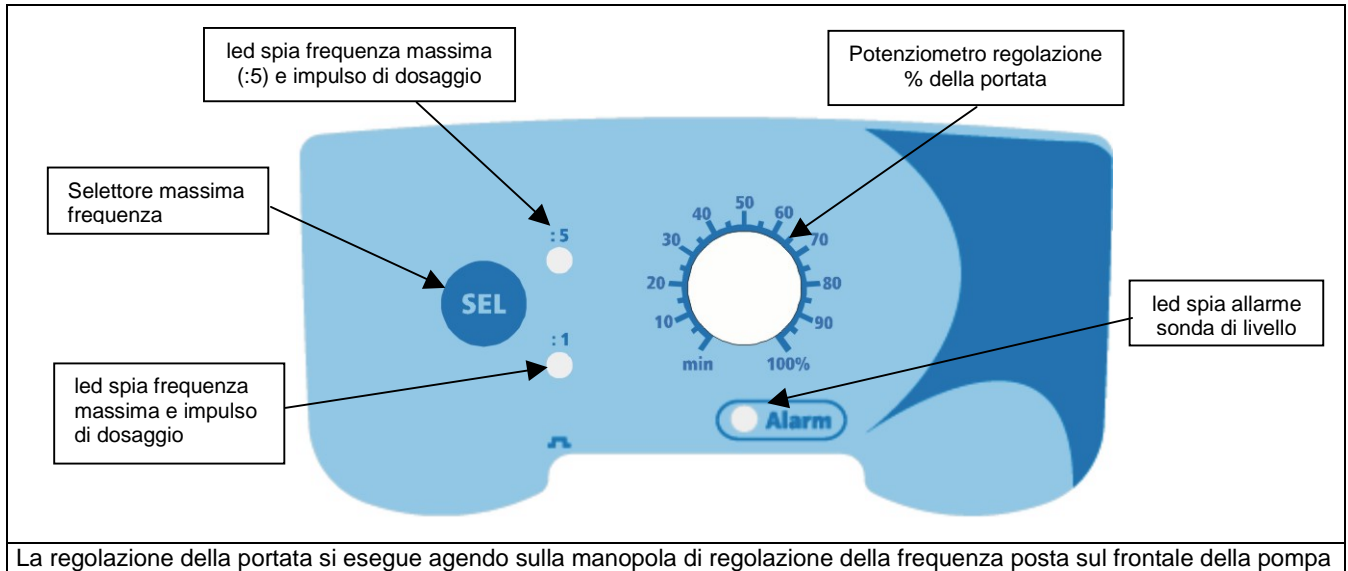 led spia frequenza massima
(:5) e impulso di dosaggio
Potenziometro regolazione
% della portata
Selettore massima
frequenza
led spia allarme
sonda di livello
led spia frequenza
massima e impulso
di dosaggio
SEL
: 5
: 1
min
10
20
30
40
50
60
70
80
90
100%
Alarm
La regolazione della portata si esegue agendo sulla manopola di regolazione della frequenza posta sul frontale della pompa